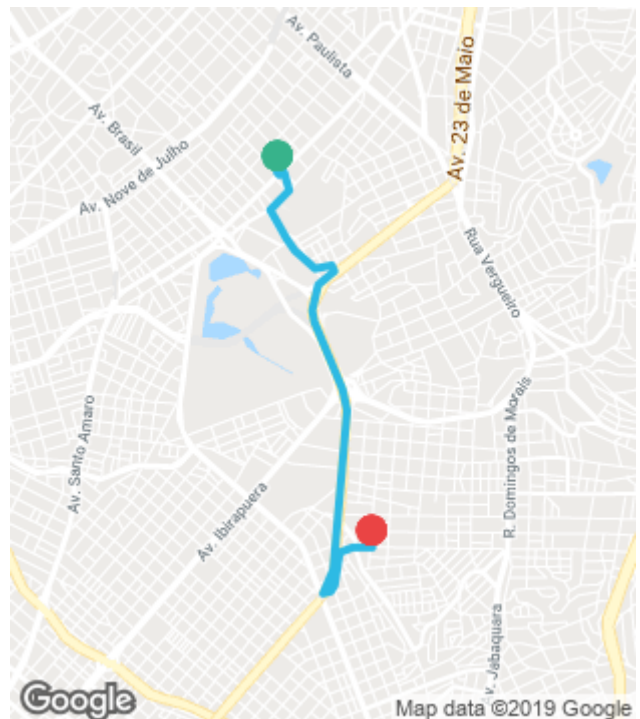 Av. Paulista
Av. 23 de Maio
Av. Brasil
Av. Nove de Julho
Rua Vergueiro
Av. Santo Amaro
R. Domingos de Morais
Av. Ibirapuera
v. Jabaquara
Google
Map data ©2019 Google